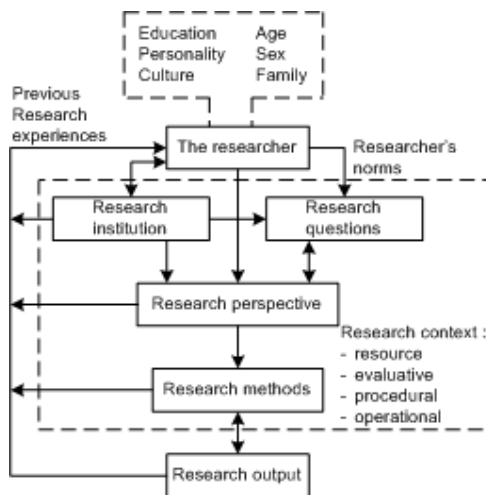 Education Age
Personality Sex
Culture Family
Previous
Research
experiences
The researcher
Researcher's
norms
Research
institution
Research
questions
Research perspective
Research context :
- resource
- evaluative
- procedural
- operational
Research methods
Research output